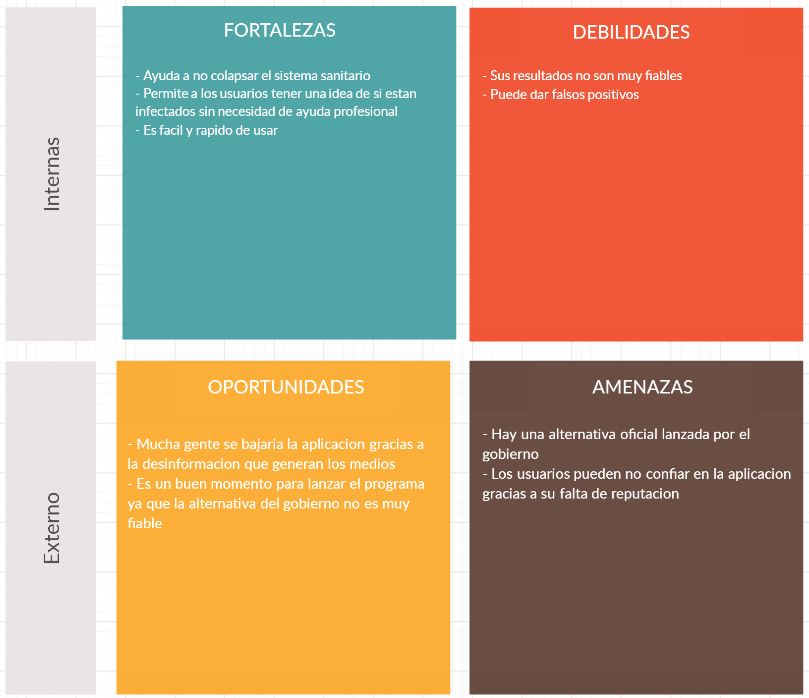 Internas
FORTALEZAS
- Ayuda a no colapsar el sistema sanitario
- Permite a los usuarios tener una idea de si estan
infectados sin necesidad de ayuda profesional
- Es facil y rapido de usar
DEBILIDADES
- Sus resultados no son muy fiables
- Puede dar falsos positivos
Externo
OPORTUNIDADES
- Mucha gente se bajaria la aplicacion gracias a
la desinformacion que generan los medios
- Es un buen momento para lanzar el programa
ya que la alternativa del gobierno no es muy
fiable
AMENAZAS
- Hay una alternativa oficial lanzada por el
gobierno
- Los usuarios pueden no confiar en la aplicacion
gracias a su falta de reputacion